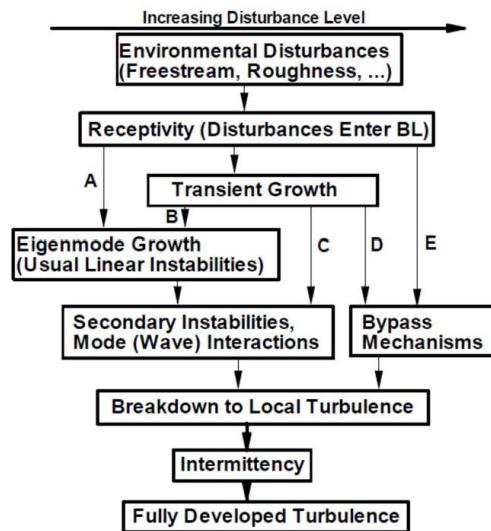 Increasing Disturbance Level
Environmental Disturbances
(Freestream, Roughness, ...)
Receptivity (Disturbances Enter BL)
A
Transient Growth
B
C
D
E
Eigenmode Growth
(Usual Linear Instabilities)
Secondary Instabilities,
Mode (Wave) Interactions
Bypass
Mechanisms
Breakdown to Local Turbulence
Intermittency
Fully Developed Turbulence